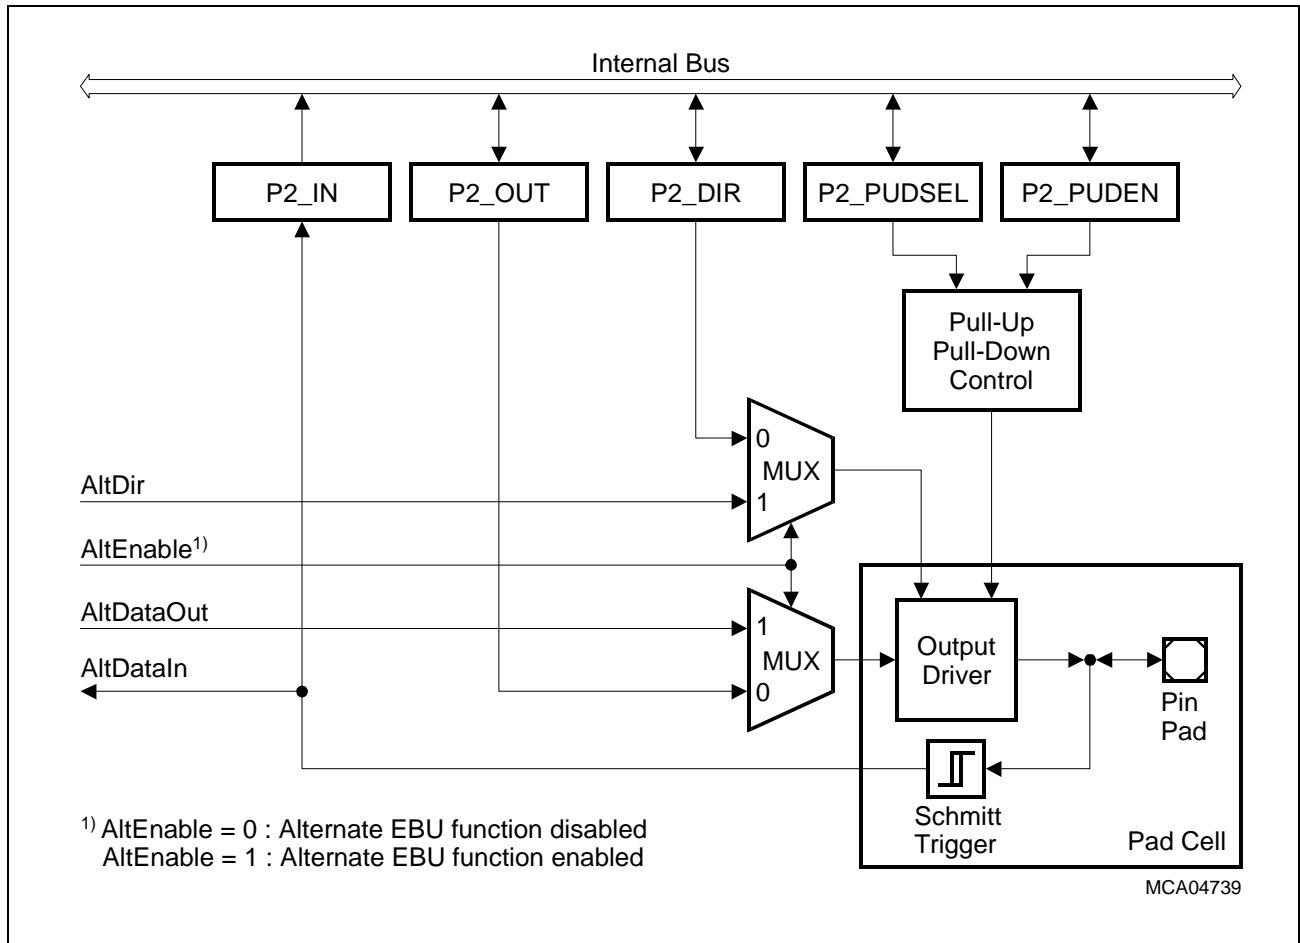 Internal Bus
P2_IN
P2_OUT
P2_DIR
P2_PUDSEL
P2_PUDEN
Pull-Up
Pull-Down
Control
0
MUX
1
AltDir
AltEnable1)
AltDataOut
AltDataIn
1
MUX
0
Output
Driver
Pin
Pad
Schmitt
Trigger
Pad Cell
1) AltEnable = 0 : Alternate EBU function disabled
AltEnable = 1 : Alternate EBU function enabled
MCA04739